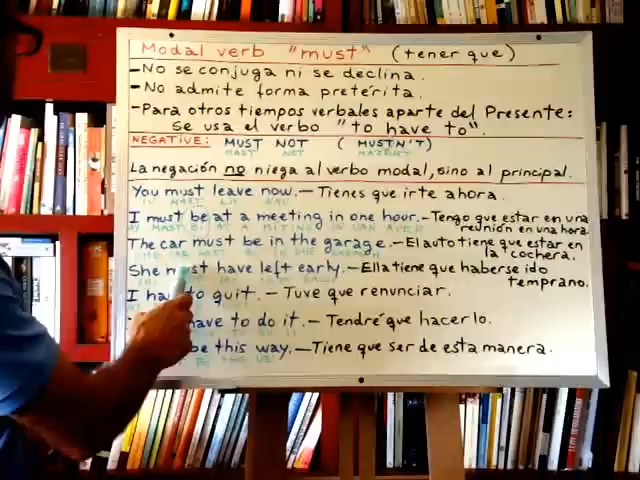 Modal verb "must" (tener que)
-No se conjuga ni se declina.
-No admite forma pretérita.
-Para otros tiempos verbales aparte del Presente:
Se usa el verbo "to have to".
NEGATIVE: MUST NOT (MUSTN'T)
MAST NOT
La negación no niega al verbo modal, sino al principal.
You must leave now.—Tienes que irte ahora.
I must be at a meeting in one hour.—Tengo que estar en una
reunión en una hora.
The car must be in the garage.—El auto tiene que estar en
la cochera.
She must have left early.—Ella tiene que haberse ido
temprano.
I had to quit.—Tuve que renunciar.
have to do it.—Tendré que hacerlo.
be this way.—Tiene que ser de esta manera.